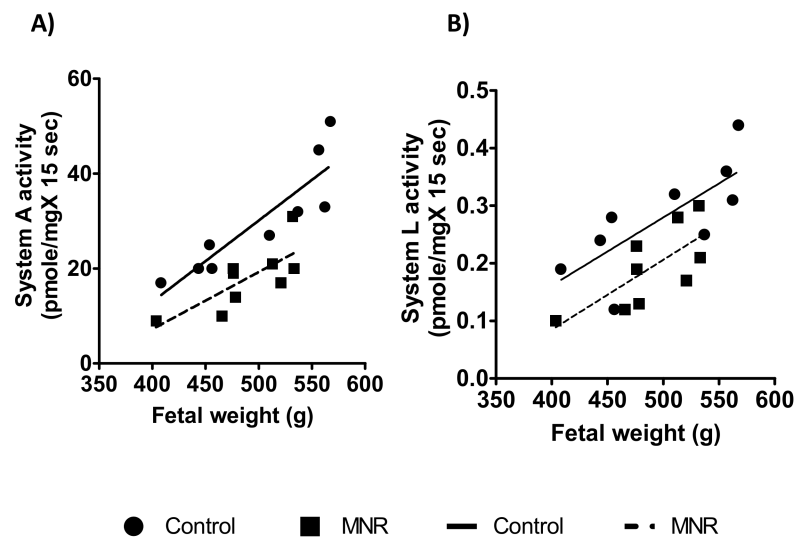 A)
System A activity
(pmole/mgX 15 sec)
60
40
20
0
350 400 450 500 550 600
Fetal weight (g)
B)
System L activity
(pmole/mgX 15 sec)
0.5
0.4
0.3
0.2
0.1
0.0
350 400 450 500 550 600
Fetal weight (g)
Control MNR Control MNR